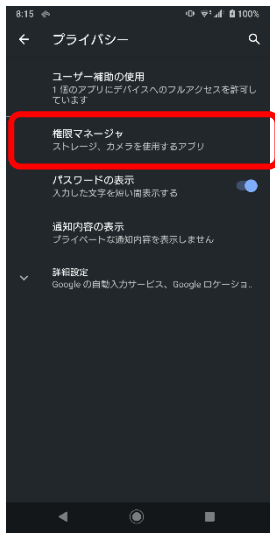 8:15
100%
プライバシー
ユーザー補助の使用
1 個のアプリにデバイスへのフルアクセスを許可し
ています
権限マネージャ
ストレージ、カメラを使用するアプリ
パスワードの表示
入力した文字を短い間表示する
通知内容の表示
プライベートな通知内容を表示しません
詳細設定
Google の自動入力サービス、Google ロケーショ..